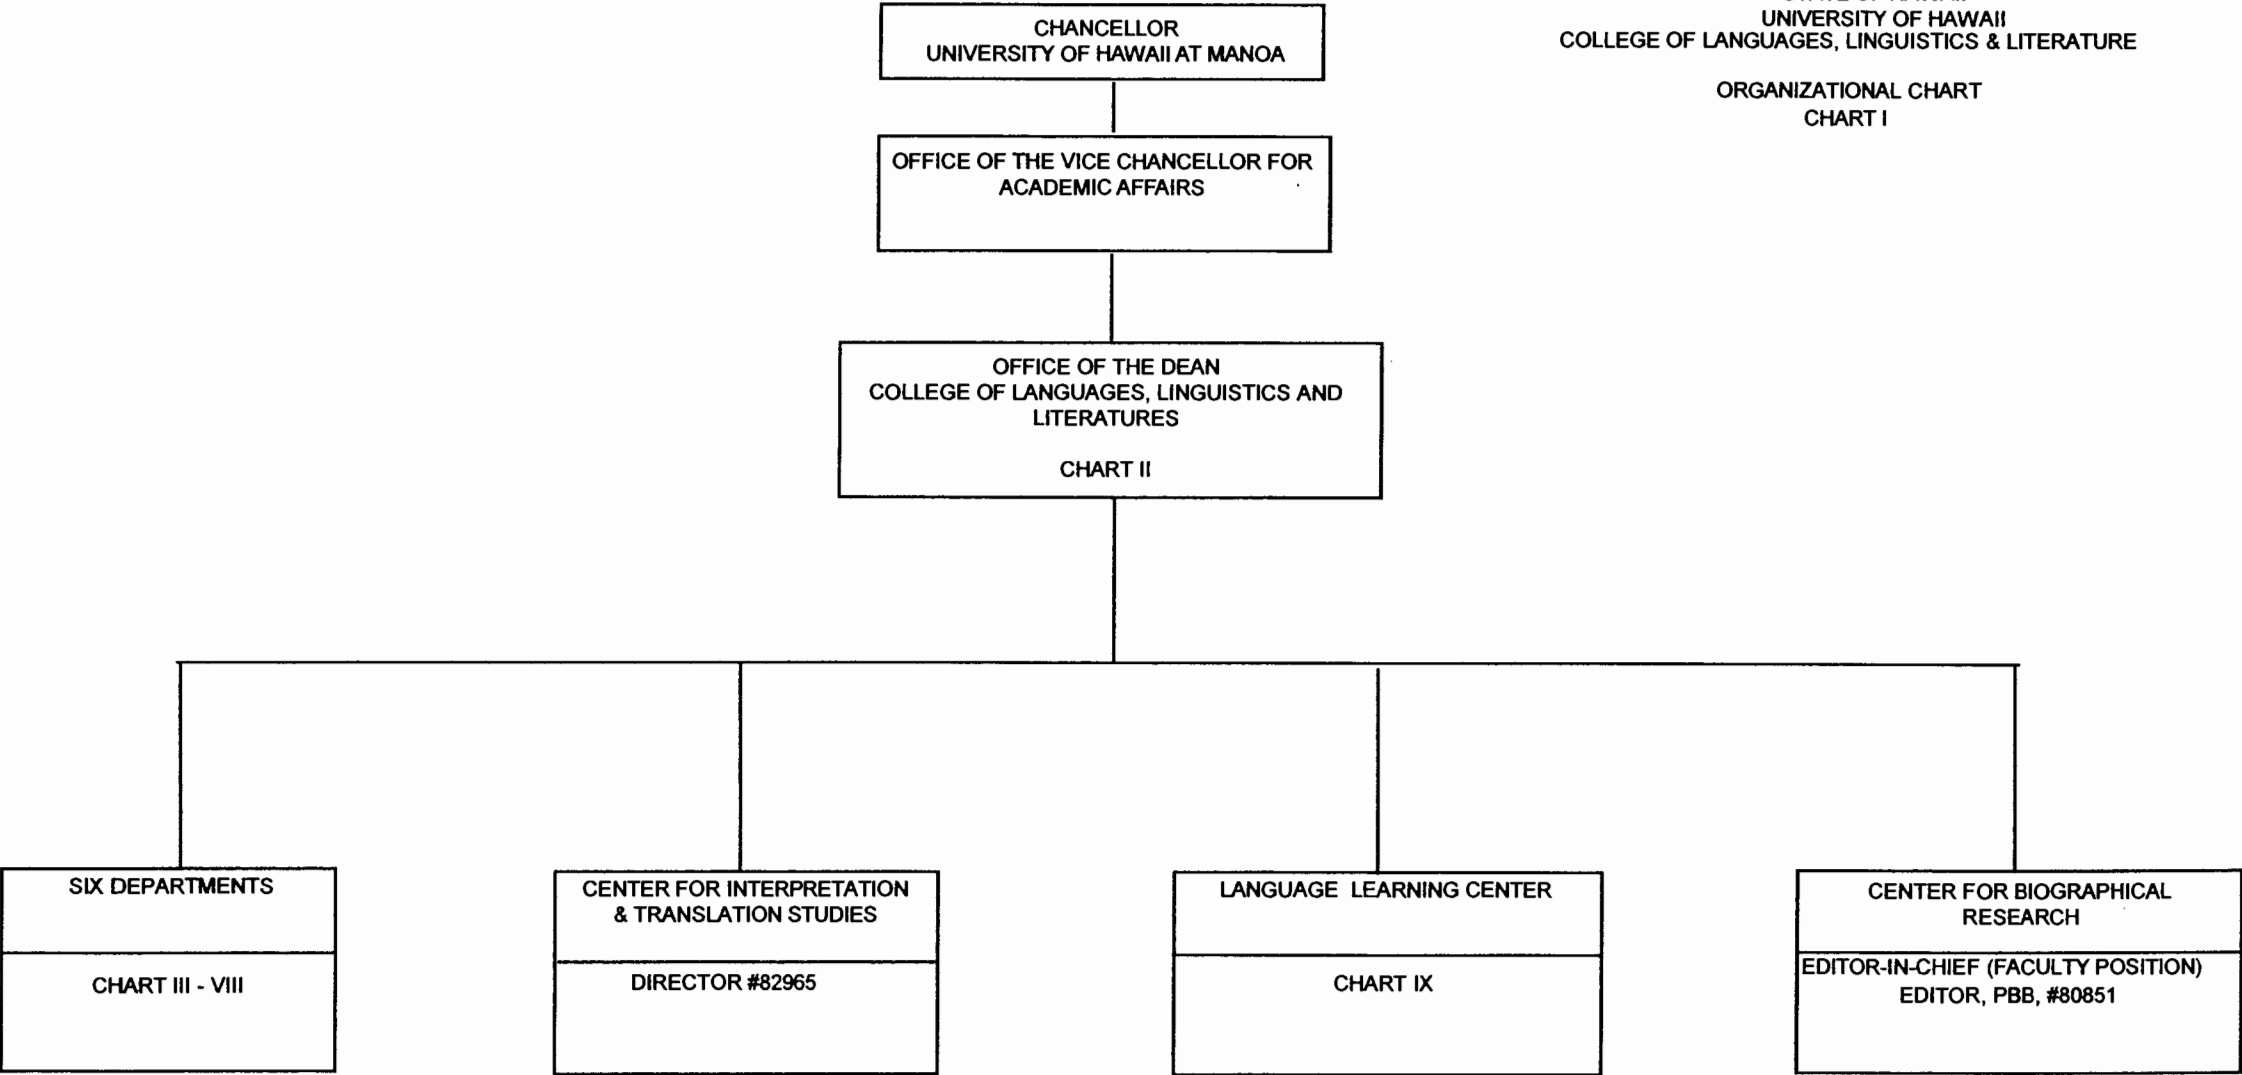 UNIVERSITY OF HAWAII
COLLEGE OF LANGUAGES, LINGUISTICS & LITERATURE
ORGANIZATIONAL CHART
CHART I
CHANCELLOR
UNIVERSITY OF HAWAII AT MANOA
OFFICE OF THE VICE CHANCELLOR FOR
ACADEMIC AFFAIRS
OFFICE OF THE DEAN
COLLEGE OF LANGUAGES, LINGUISTICS AND
LITERATURES
CHART II
SIX DEPARTMENTS
CHART III - VIII
CENTER FOR INTERPRETATION
& TRANSLATION STUDIES
DIRECTOR #82965
LANGUAGE LEARNING CENTER
CHART IX
CENTER FOR BIOGRAPHICAL
RESEARCH
EDITOR-IN-CHIEF (FACULTY POSITION)
EDITOR, PBB, #80851